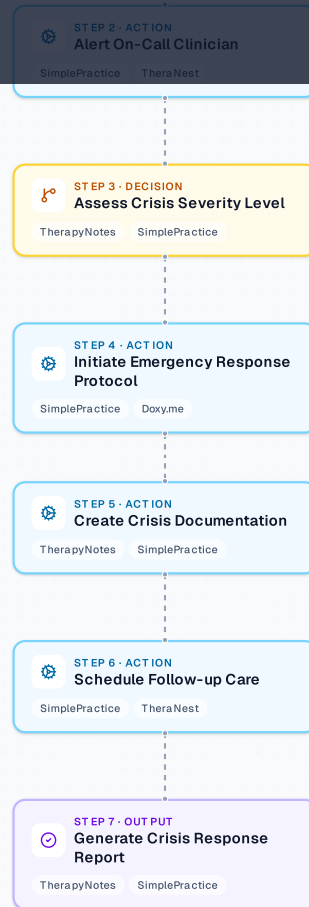 STEP 2 · ACTION
Alert On-Call Clinician
SimplePractice TheraNest
STEP 3 · DECISION
Assess Crisis Severity Level
TherapyNotes SimplePractice
STEP 4 · ACTION
Initiate Emergency Response
Protocol
SimplePractice Doxy.me
STEP 5 · ACTION
Create Crisis Documentation
TherapyNotes SimplePractice
STEP 6 · ACTION
Schedule Follow-up Care
SimplePractice TheraNest
STEP 7 · OUTPUT
Generate Crisis Response
Report
TherapyNotes SimplePractice